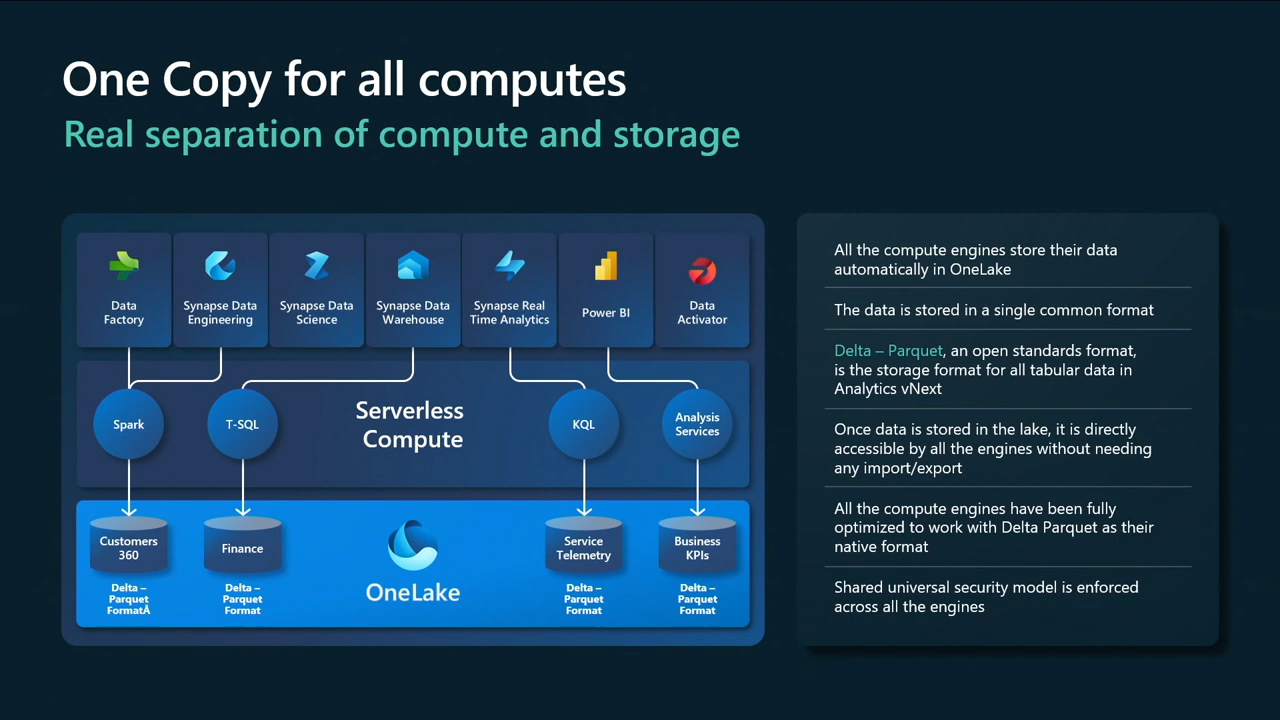 One Copy for all computes
Real separation of compute and storage
Data
Factory
Synapse Data
Engineering
Synapse Data
Science
Synapse Data
Warehouse
Synapse Real
Time Analytics
Power BI
Data
Activator
Spark
T-SQL
Serverless
Compute
KQL
Analysis
Services
Customers
360
Finance
Service
Telemetry
Business
KPIs
Delta –
Parquet
FormatÂ
Delta –
Parquet
Format
OneLake
Delta –
Parquet
Format
Delta –
Parquet
Format
All the compute engines store their data
automatically in OneLake
The data is stored in a single common format
Delta – Parquet, an open standards format,
is the storage format for all tabular data in
Analytics vNext
Once data is stored in the lake, it is directly
accessible by all the engines without needing
any import/export
All the compute engines have been fully
optimized to work with Delta Parquet as their
native format
Shared universal security model is enforced
across all the engines